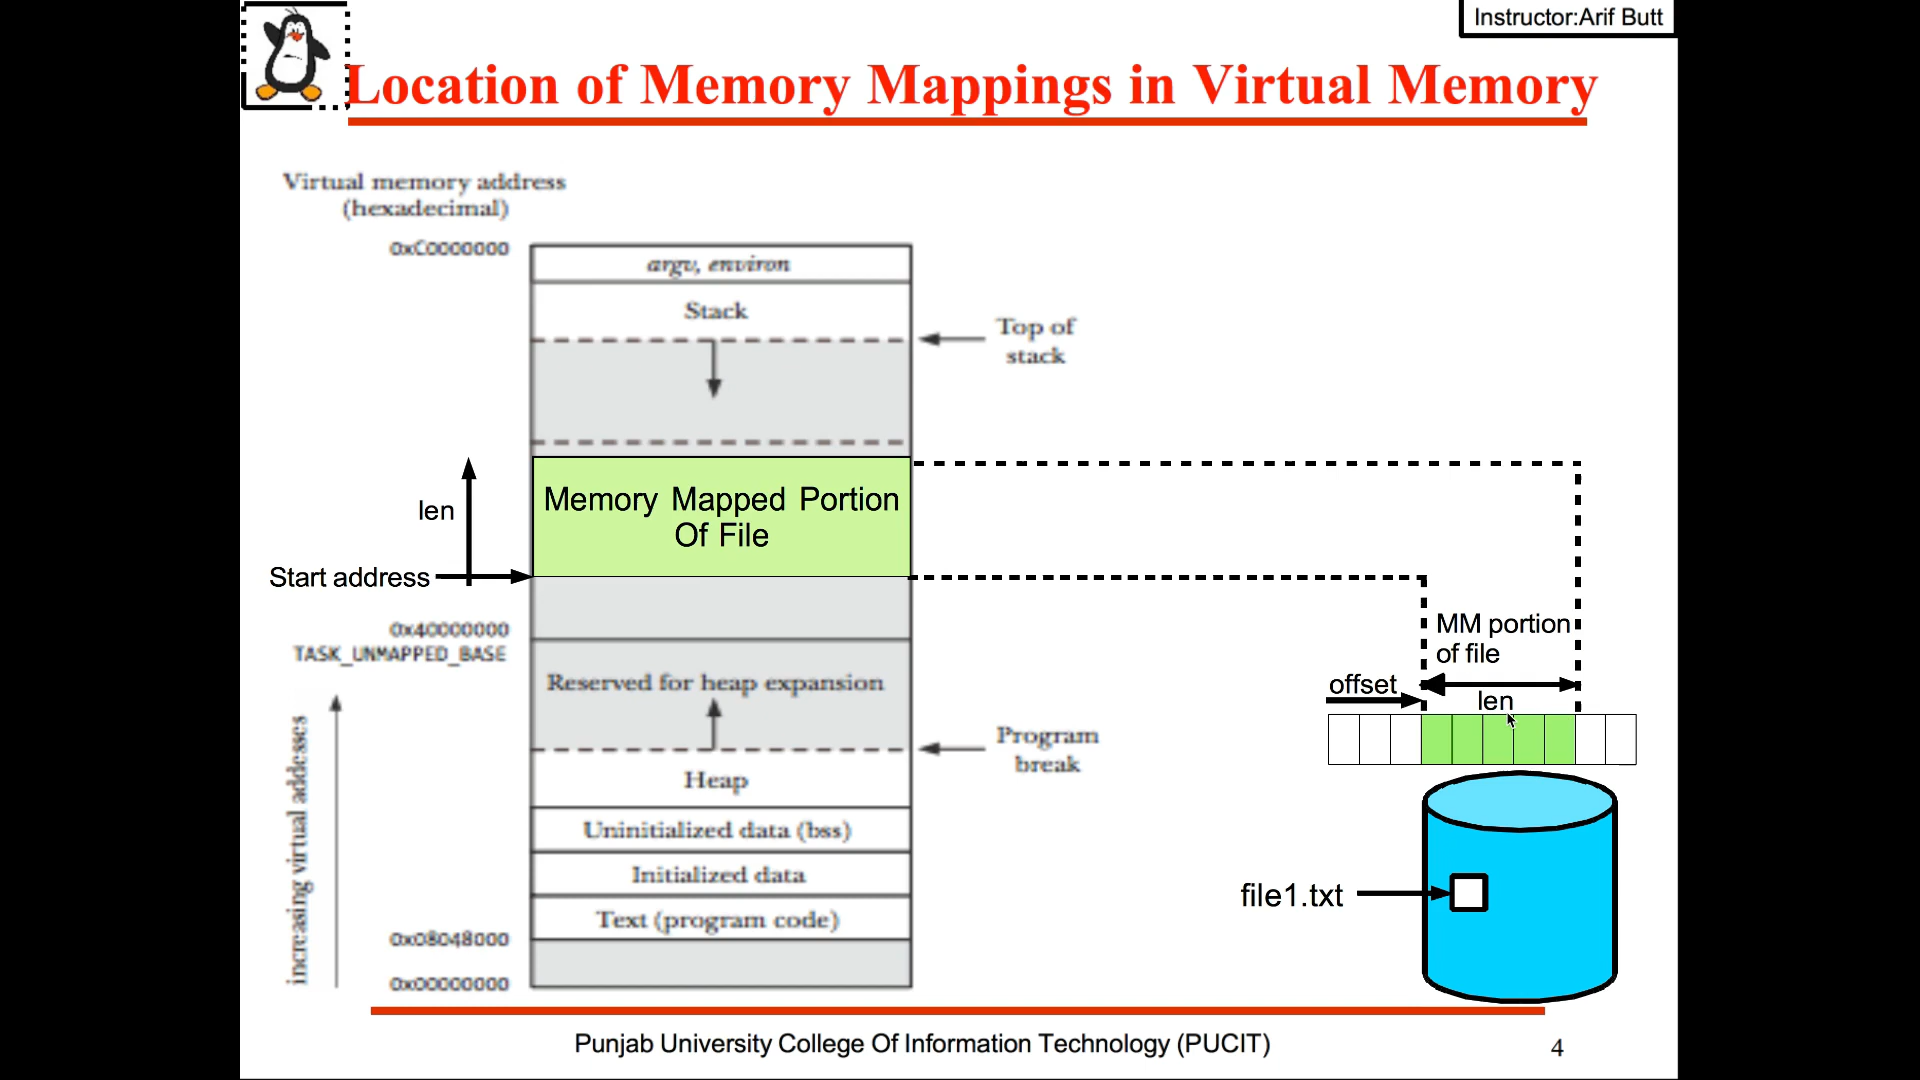 Instructor:Arif Butt
Location of Memory Mappings in Virtual Memory
Virtual memory address
(hexadecimal)
0xC0000000
argv, environ
Stack
Top of
stack
len
Memory Mapped Portion
Of File
Start address
0x40000000
TASK_UNMAPPED_BASE
MM portion
of file
Reserved for heap expansion
offset
len
increasing virtual addesses
Program
break
Heap
Uninitialized data (bss)
Initialized data
file1.txt
Text (program code)
0x08048000
0x00000000
Punjab University College Of Information Technology (PUCIT)
4